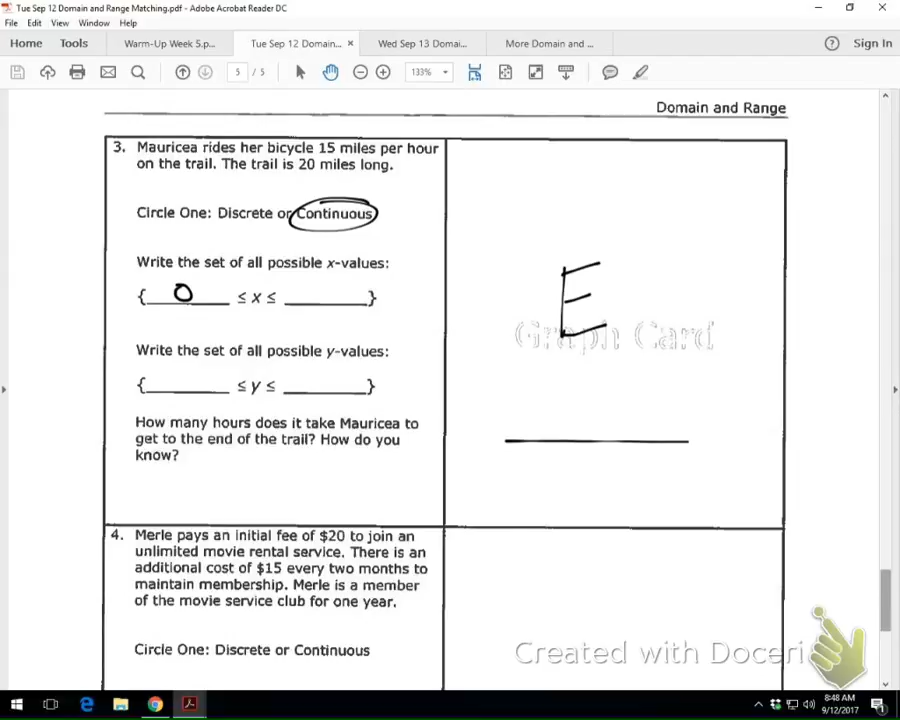 Tue Sep 12 Domain and Range Matching.pdf - Adobe Acrobat Reader DC
File Edit View Window Help
Home Tools Warm-Up Week 5.p... Tue Sep 12 Domain... × Wed Sep 13 Domai... More Domain and ... Sign In
5 / 5 133%
Domain and Range
3. Mauricea rides her bicycle 15 miles per hour
on the trail. The trail is 20 miles long.
Circle One: Discrete or Continuous
Write the set of all possible x-values:
{ 0 ≤ x ≤ ________}
Write the set of all possible y-values:
{________ ≤ y ≤ ________}
How many hours does it take Mauricea to
get to the end of the trail? How do you
know?
E
Graph Card
4. Merle pays an initial fee of $20 to join an
unlimited movie rental service. There is an
additional cost of $15 every two months to
maintain membership. Merle is a member
of the movie service club for one year.
Circle One: Discrete or Continuous
Created with Doceri
8:48 AM
9/12/2017